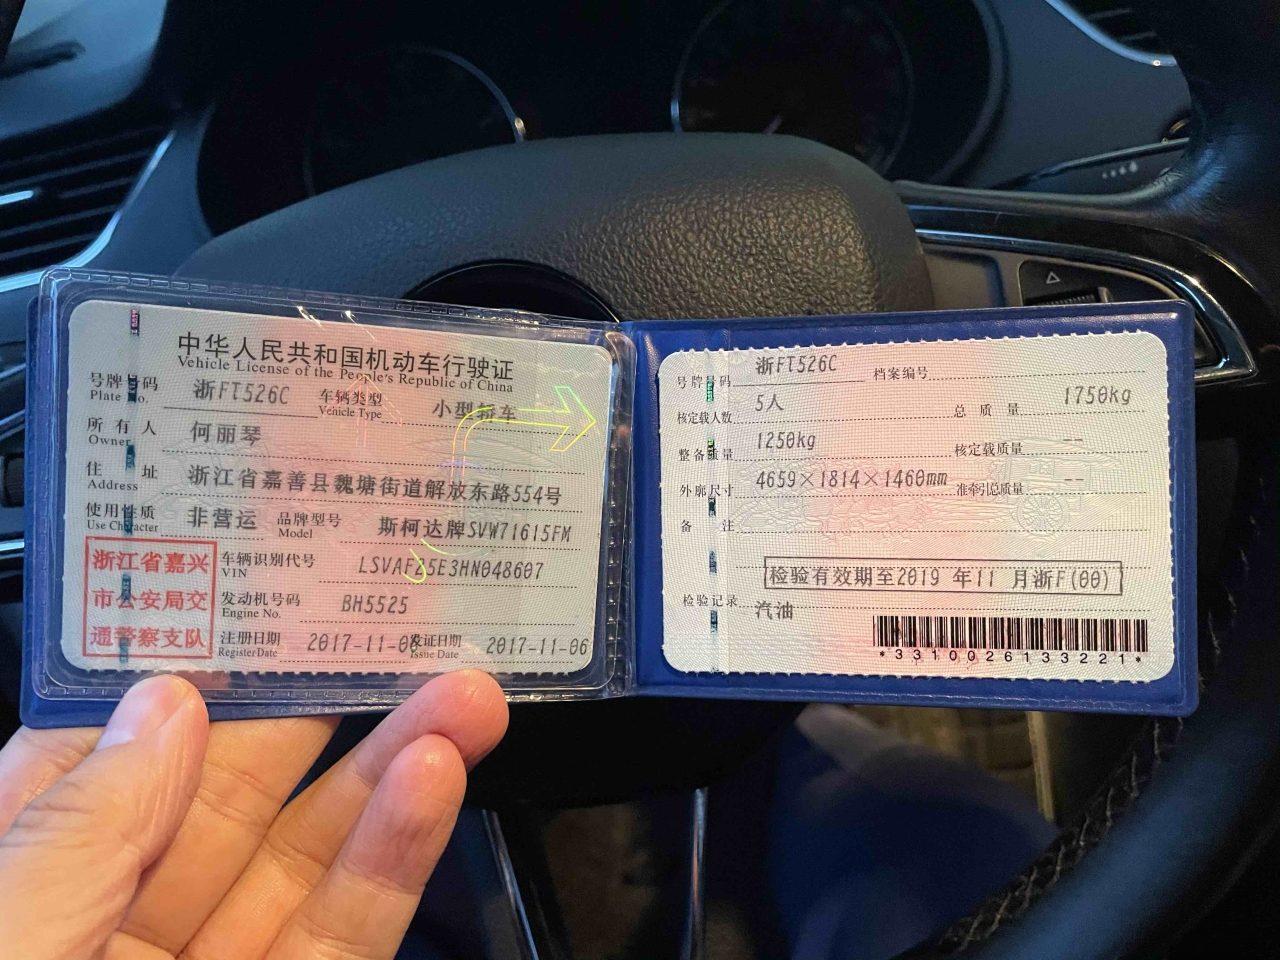 中华人民共和国机动车行驶证
Vehicle License of the People's Republic of China
号牌号码 浙Ft526C 车辆类型 小型轿车
Plate No. Vehicle Type
所有人 何丽琴
Owner
住址 浙江省嘉善县魏塘街道解放东路554号
Address
使用性质 非营运 品牌型号 斯柯达牌SVW71615FM
Use Character Model
浙江省嘉兴
市公安局交
通警察支队
车辆识别代号 LSVAF25E3HN048607
VIN
发动机号码 BH5525
Engine No.
注册日期 2017-11-06 发证日期 2017-11-06
Register Date Issue Date
号牌号码 浙Ft526C 档案编号
核定载人数 5人 总质量 1750kg
整备质量 1250kg 核定载质量 --
外廓尺寸 4659×1814×1460mm 准牵引总质量 --
备注
检验有效期至2019 年11 月浙F(00)
检验记录 汽油
*3310026133221*